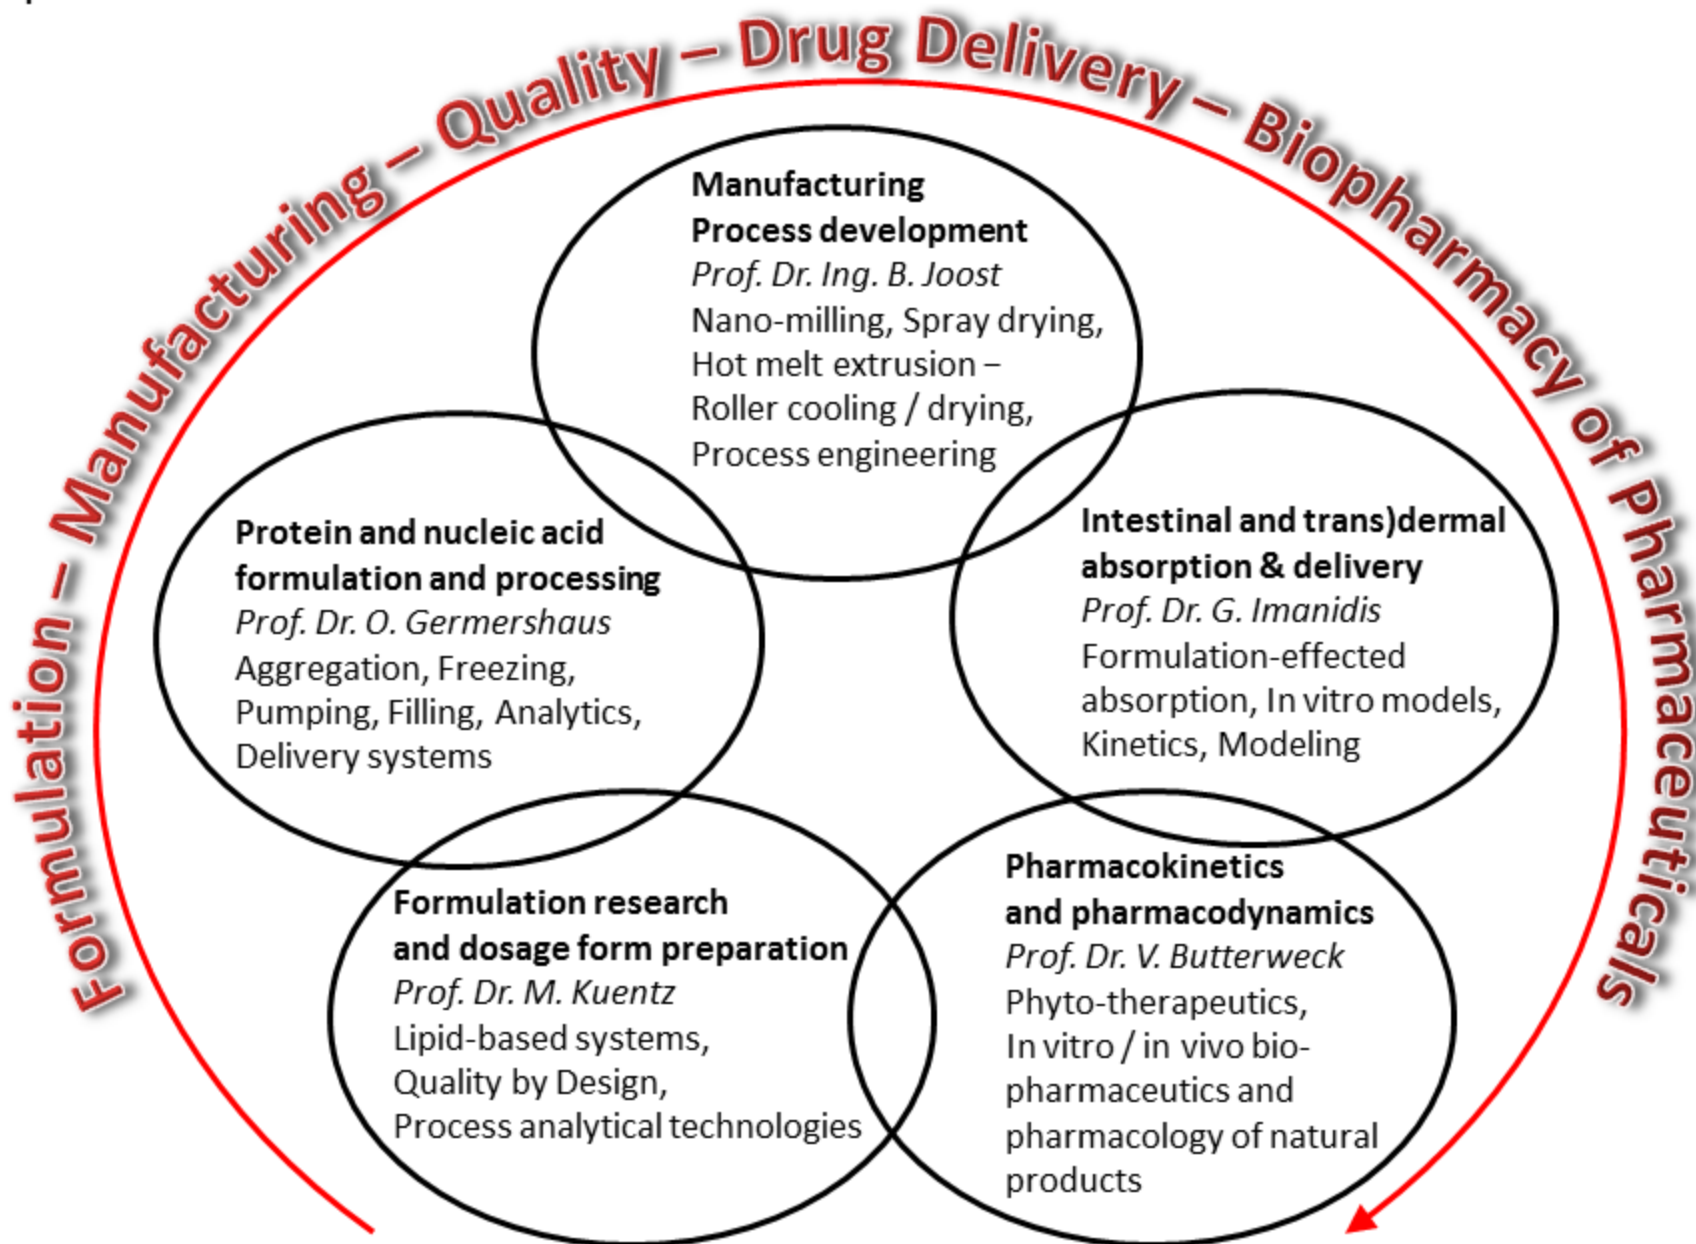 Formulation – Manufacturing – Quality – Drug Delivery – Biopharmacy of Pharmaceuticals
Manufacturing
Process development
Prof. Dr. Ing. B. Joost
Nano-milling, Spray drying,
Hot melt extrusion –
Roller cooling / drying,
Process engineering
Protein and nucleic acid
formulation and processing
Prof. Dr. O. Germershaus
Aggregation, Freezing,
Pumping, Filling, Analytics,
Delivery systems
Intestinal and trans)dermal
absorption & delivery
Prof. Dr. G. Imanidis
Formulation-effected
absorption, In vitro models,
Kinetics, Modeling
Formulation research
and dosage form preparation
Prof. Dr. M. Kuentz
Lipid-based systems,
Quality by Design,
Process analytical technologies
Pharmacokinetics
and pharmacodynamics
Prof. Dr. V. Butterweck
Phyto-therapeutics,
In vitro / in vivo bio-
pharmaceutics and
pharmacology of natural
products